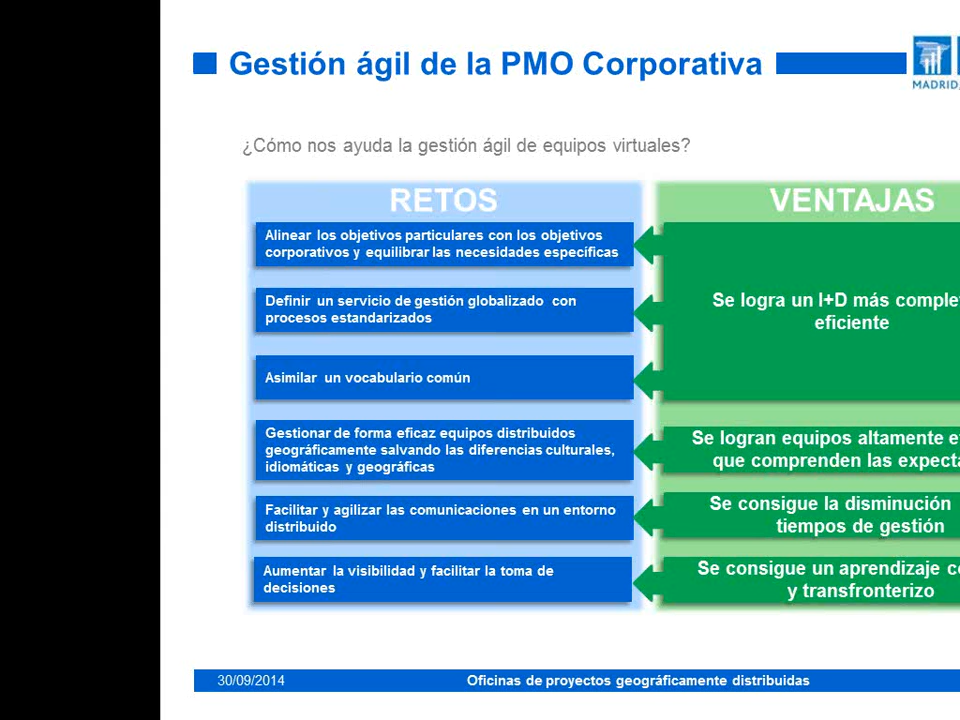 Gestión ágil de la PMO Corporativa
MADRID,
¿Cómo nos ayuda la gestión ágil de equipos virtuales?
RETOS
Alinear los objetivos particulares con los objetivos
corporativos y equilibrar las necesidades específicas
Definir un servicio de gestión globalizado con
procesos estandarizados
Asimilar un vocabulario común
Gestionar de forma eficaz equipos distribuidos
geográficamente salvando las diferencias culturales,
idiomáticas y geográficas
Facilitar y agilizar las comunicaciones en un entorno
distribuido
Aumentar la visibilidad y facilitar la toma de
decisiones
VENTAJAS
Se logra un I+D más
eficiente
Se logran equipos altamente
que comprenden las
Se consigue la disminución
tiempos de gestión
Se consigue un aprendizaje
y transfronterizo
30/09/2014
Oficinas de proyectos geográficamente distribuidas